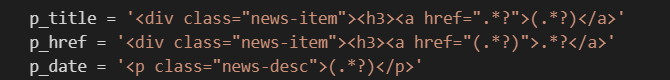 p_title = '<div class="news-item"><h3><a href=".*?">(.*?)</a>'
p_href = '<div class="news-item"><h3><a href="(.*?)">.*?</a>'
p_date = '<p class="news-desc">(.*?)</p>'